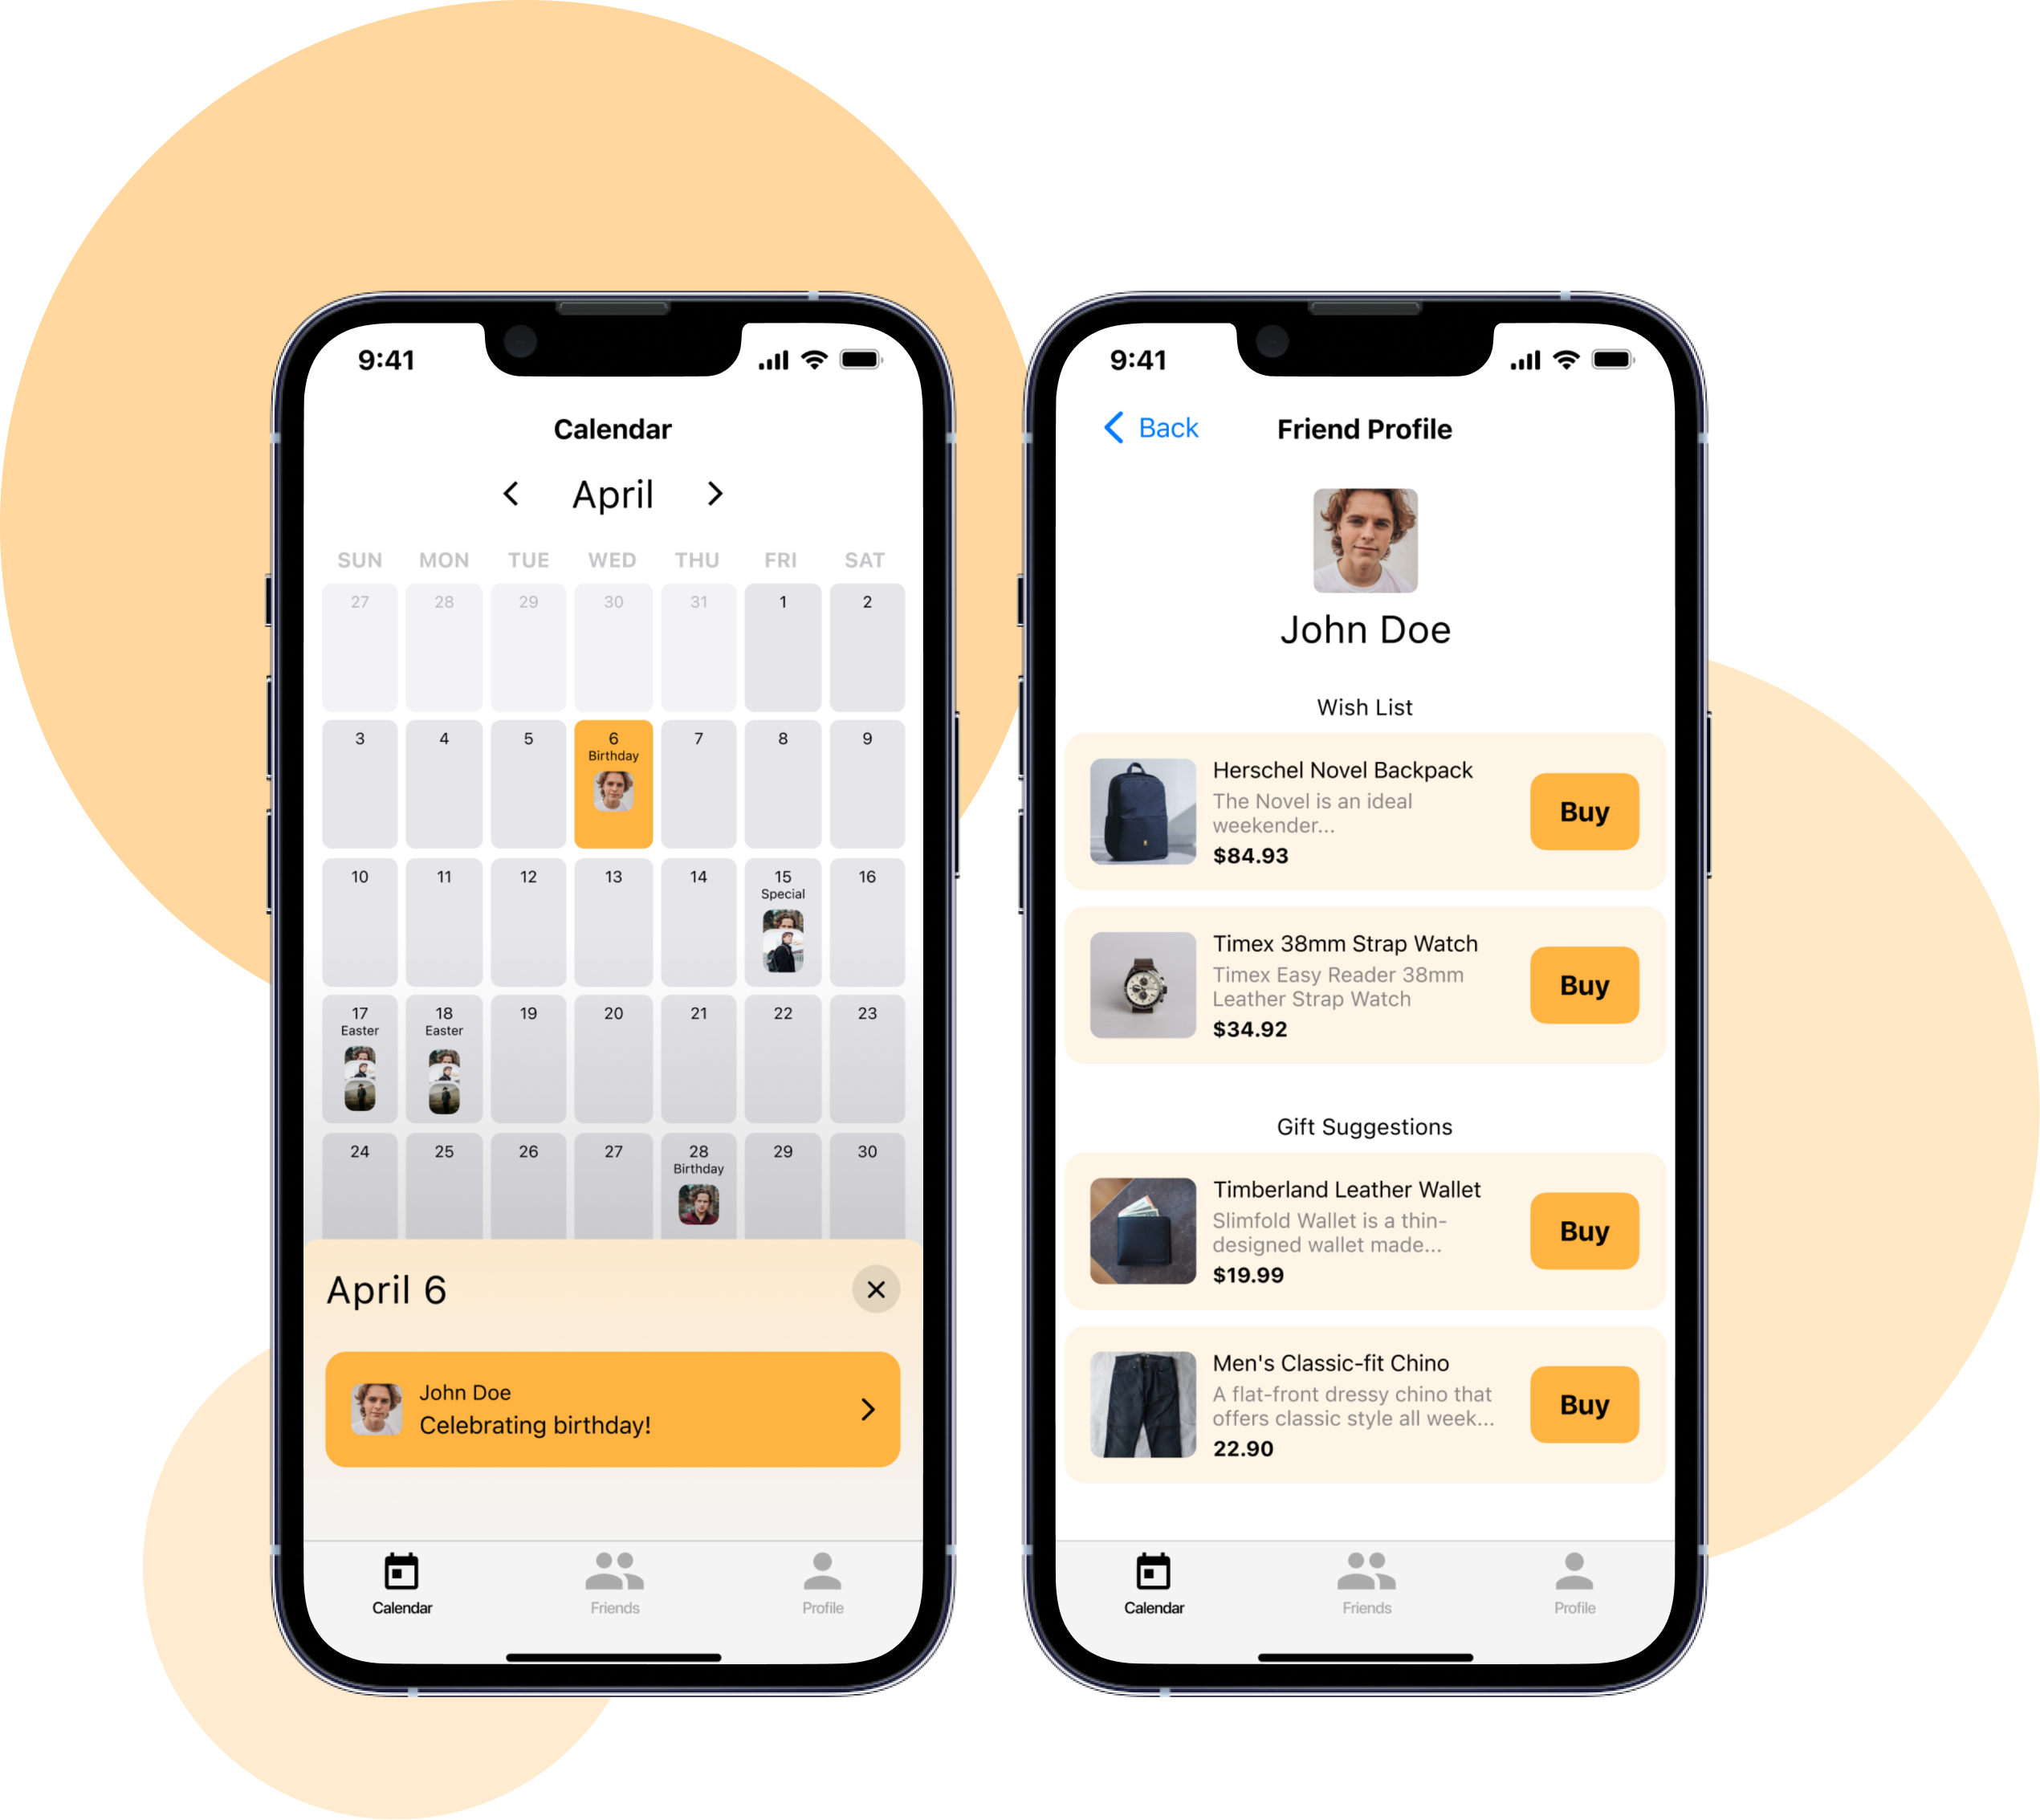 9:41
Calendar
April
SUN MON TUE WED THU FRI SAT
27 28 29 30 31 1 2
3 4 5 6 7 8 9
Birthday
10 11 12 13 14 15 16
Special
17 18 19 20 21 22 23
Easter Easter
24 25 26 27 28 29 30
Birthday
April 6
John Doe
Celebrating birthday!
Calendar Friends Profile
9:41
Back Friend Profile
John Doe
Wish List
Herschel Novel Backpack
The Novel is an ideal
weekender...
$84.93
Buy
Timex 38mm Strap Watch
Timex Easy Reader 38mm
Leather Strap Watch
$34.92
Buy
Gift Suggestions
Timberland Leather Wallet
Slimfold Wallet is a thin-
designed wallet made...
$19.99
Buy
Men's Classic-fit Chino
A flat-front dressy chino that
offers classic style all week...
22.90
Buy
Calendar Friends Profile